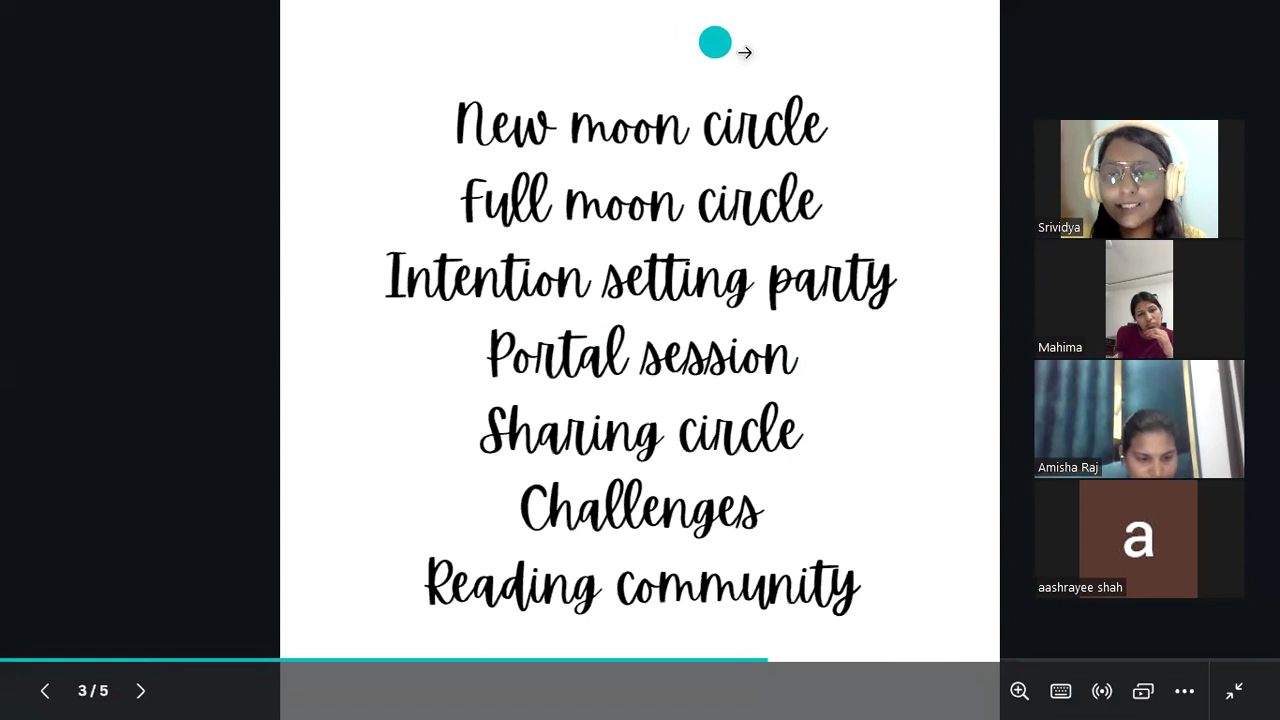 New moon circle
Full moon circle
Intention setting party
Portal session
Sharing circle
Challenges
Reading community
Srividya
Mahima
Amisha Raj
a
aashrayee shah
3 / 5